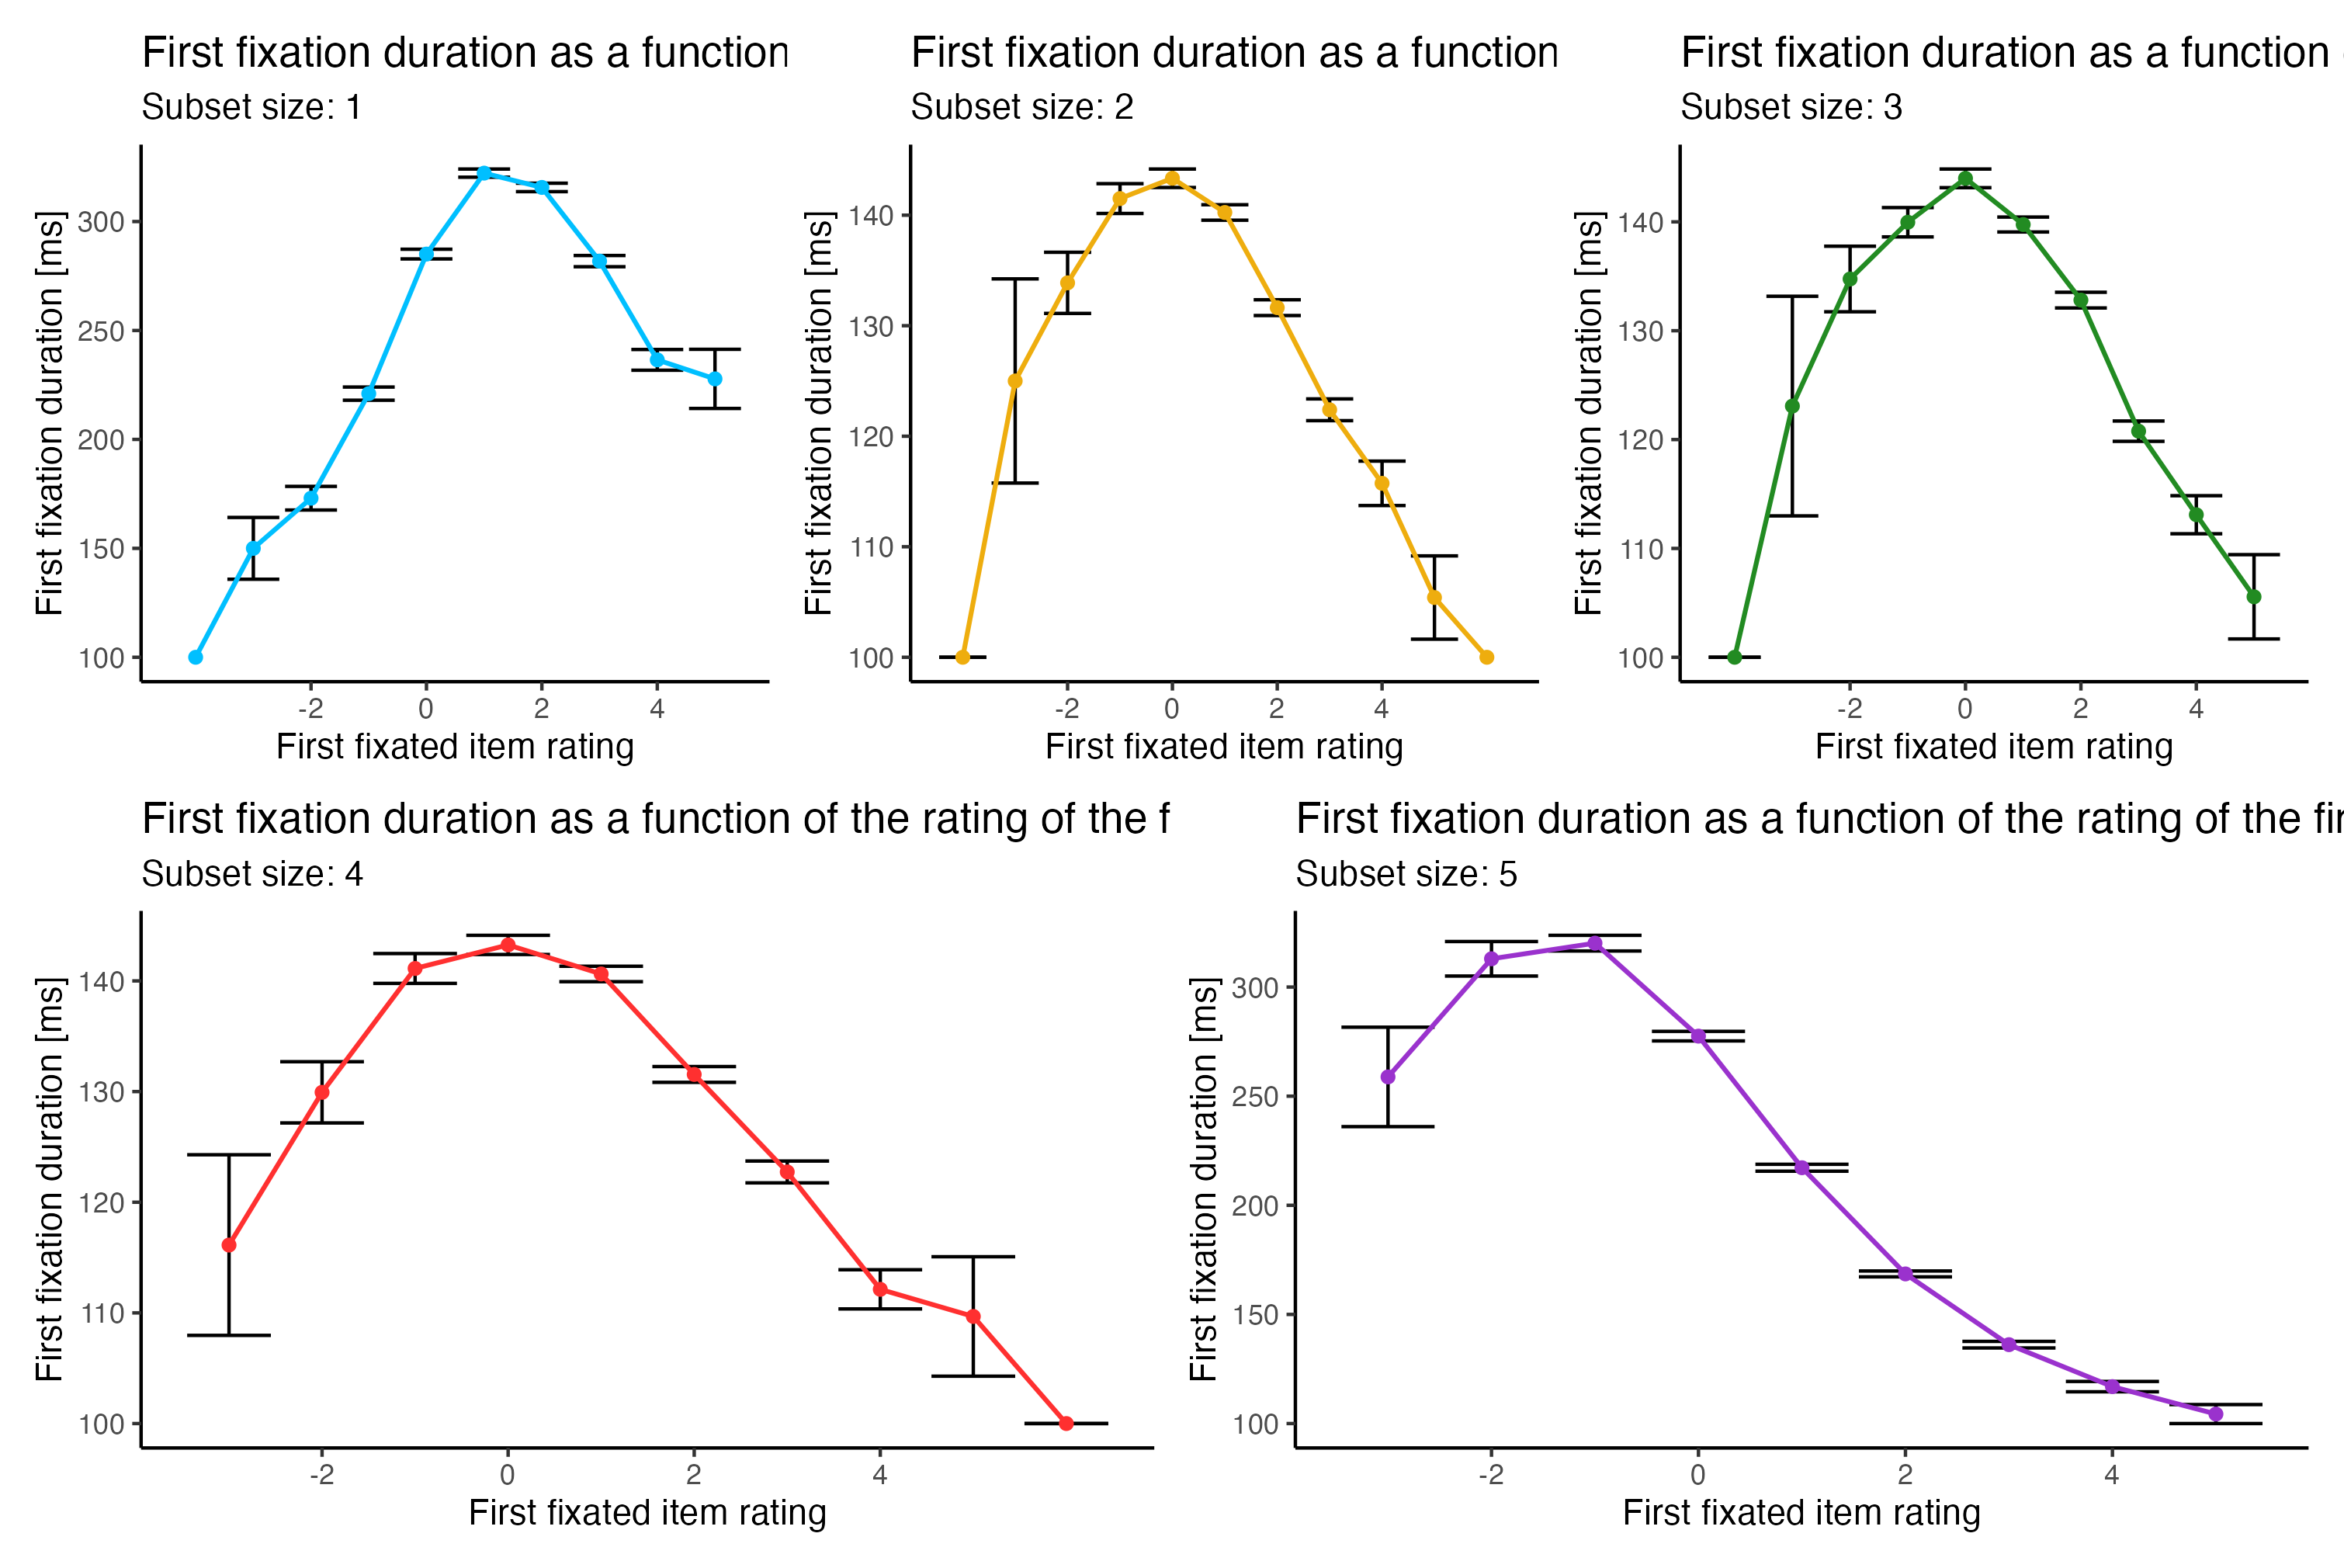 First fixation duration as a function
Subset size: 1
First fixation duration [ms]
300
250
200
150
100
-2 0 2 4
First fixated item rating
First fixation duration as a function
Subset size: 2
First fixation duration [ms]
140
130
120
110
100
-2 0 2 4
First fixated item rating
First fixation duration as a function
Subset size: 3
First fixation duration [ms]
140
130
120
110
100
-2 0 2 4
First fixated item rating
First fixation duration as a function of the rating of the f
Subset size: 4
First fixation duration [ms]
140
130
120
110
100
-2 0 2 4
First fixated item rating
First fixation duration as a function of the rating of the fir
Subset size: 5
First fixation duration [ms]
300
250
200
150
100
-2 0 2 4
First fixated item rating